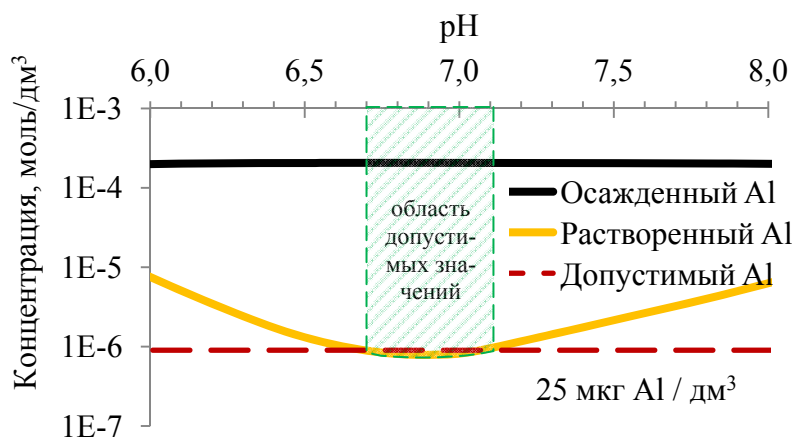 pH
6,0 6,5 7,0 7,5 8,0
Концентрация, моль/дм³
1E-3
1E-4
1E-5
1E-6
1E-7
область
допусти-
мых зна-
чений
Осажденный Al
Растворенный Al
Допустимый Al
25 мкг Al / дм³